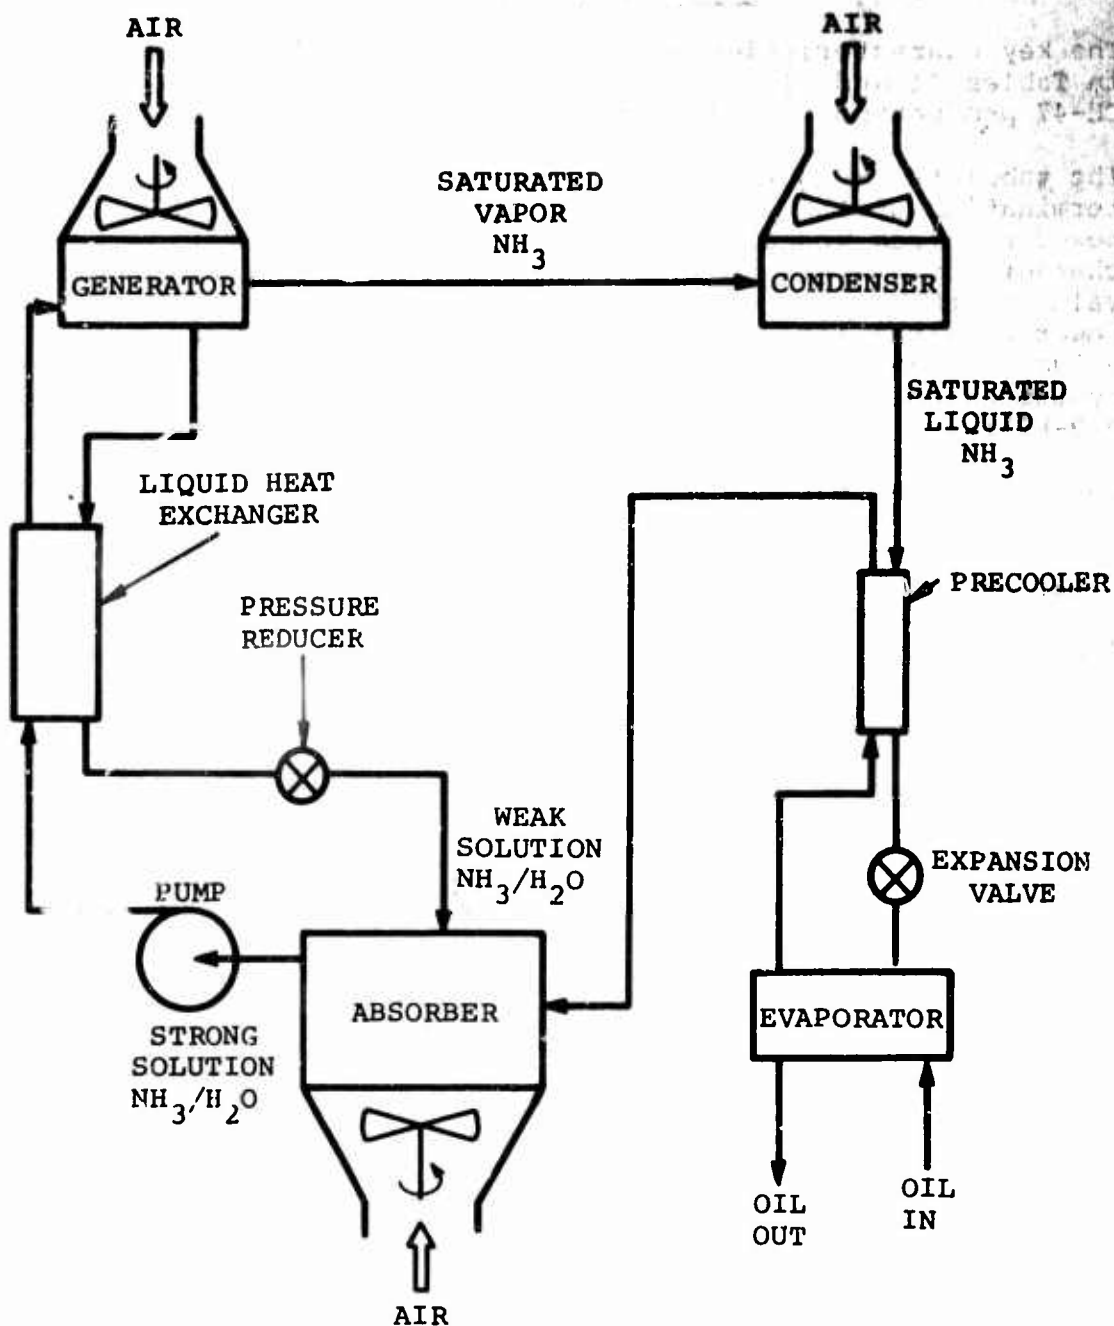 AIR
AIR
SATURATED
VAPOR
NH₃
GENERATOR
CONDENSER
SATURATED
LIQUID
NH₃
LIQUID HEAT
EXCHANGER
PRECOOLER
PRESSURE
REDUCER
WEAK
SOLUTION
NH₃/H₂O
EXPANSION
VALVE
PUMP
ABSORBER
EVAPORATOR
STRONG
SOLUTION
NH₃/H₂O
OIL
OUT
OIL
IN
AIR